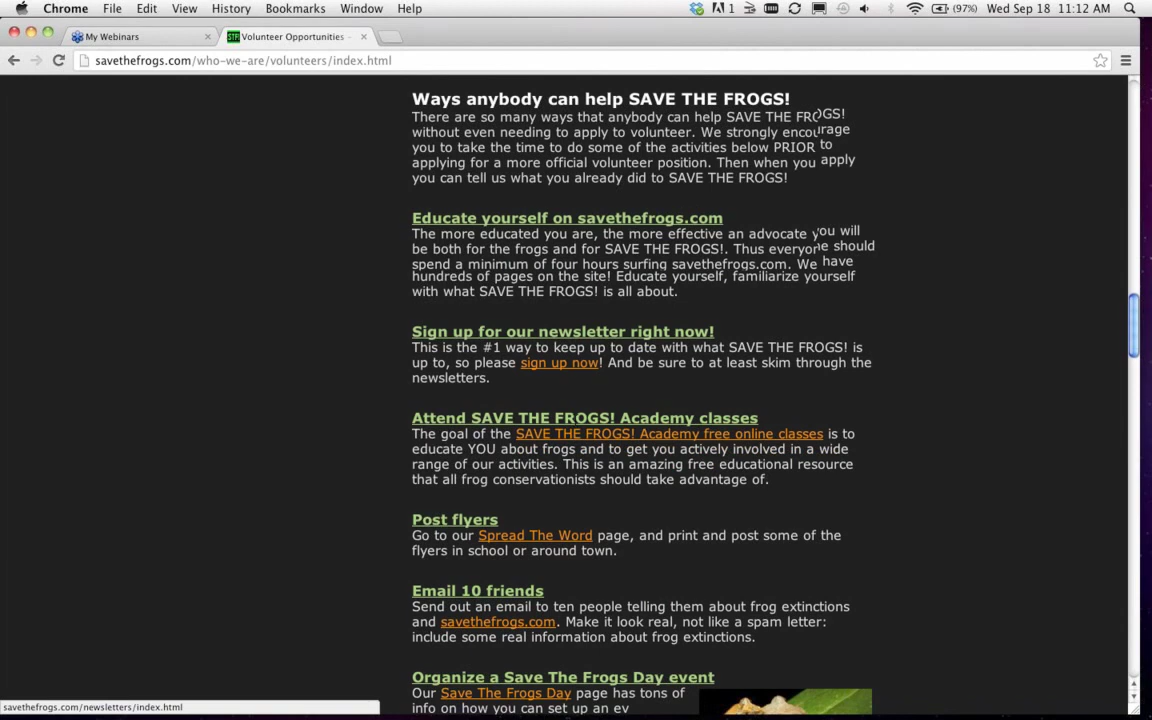 Chrome File Edit View History Bookmarks Window Help 1 (97%) Wed Sep 18 11:12 AM
My Webinars
STF Volunteer Opportunities -
savethefrogs.com/who-we-are/volunteers/index.html
Ways anybody can help SAVE THE FROGS!
There are so many ways that anybody can help SAVE THE FROGS!
without even needing to apply to volunteer. We strongly encourage
you to take the time to do some of the activities below PRIOR to
applying for a more official volunteer position. Then when you apply
you can tell us what you already did to SAVE THE FROGS!
Educate yourself on savethefrogs.com
The more educated you are, the more effective an advocate you will
be both for the frogs and for SAVE THE FROGS!. Thus everyone should
spend a minimum of four hours surfing savethefrogs.com. We have
hundreds of pages on the site! Educate yourself, familiarize yourself
with what SAVE THE FROGS! is all about.
Sign up for our newsletter right now!
This is the #1 way to keep up to date with what SAVE THE FROGS! is
up to, so please sign up now! And be sure to at least skim through the
newsletters.
Attend SAVE THE FROGS! Academy classes
The goal of the SAVE THE FROGS! Academy free online classes is to
educate YOU about frogs and to get you actively involved in a wide
range of our activities. This is an amazing free educational resource
that all frog conservationists should take advantage of.
Post flyers
Go to our Spread The Word page, and print and post some of the
flyers in school or around town.
Email 10 friends
Send out an email to ten people telling them about frog extinctions
and savethefrogs.com. Make it look real, not like a spam letter:
include some real information about frog extinctions.
Organize a Save The Frogs Day event
Our Save The Frogs Day page has tons of
info on how you can set up an ev
savethefrogs.com/newsletters/index.html